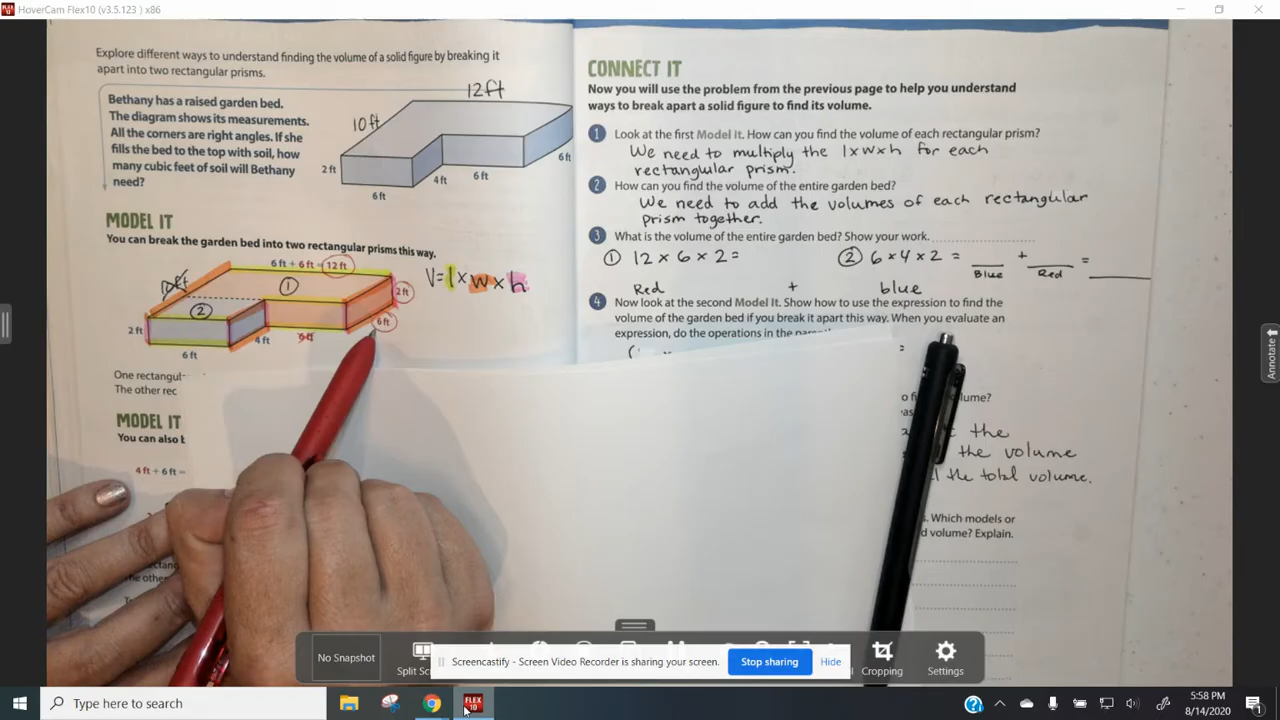 HoverCam Flex10 (v3.5.123 ) x86
Explore different ways to understand finding the volume of a solid figure by breaking it
apart into two rectangular prisms.
Bethany has a raised garden bed.
The diagram shows its measurements.
All the corners are right angles. If she
fills the bed to the top with soil, how
many cubic feet of soil will Bethany
need?
12ft
10ft
2 ft
6 ft
4 ft
6 ft
6 ft
MODEL IT
You can break the garden bed into two rectangular prisms this way.
6 ft + 6 ft = 12 ft
1
2
2 ft
6 ft
2 ft
6 ft
4 ft
V = l x w x h
One rectangul
The other rec
MODEL IT
You can also b
4 ft + 6 ft =
CONNECT IT
Now you will use the problem from the previous page to help you understand
ways to break apart a solid figure to find its volume.
1 Look at the first Model It. How can you find the volume of each rectangular prism?
We need to multiply the l x w x h for each
rectangular prism.
2 How can you find the volume of the entire garden bed?
We need to add the volumes of each rectangular
prism together.
3 What is the volume of the entire garden bed? Show your work.
① 12 x 6 x 2 = ② 6 x 4 x 2 = ___ + ___ = ___
Blue Red
Red + blue
4 Now look at the second Model It. Show how to use the expression to find the
volume of the garden bed if you break it apart this way. When you evaluate an
expression, do the operations in the paren
=
o fi volume?
the
the volume
the total volume.
. Which models or
d volume? Explain.
Annotate
No Snapshot
Split Sc
Cropping
Settings
Screencastify - Screen Video Recorder is sharing your screen.
Stop sharing
Hide
Type here to search
FLEX 10
5:58 PM
8/14/2020